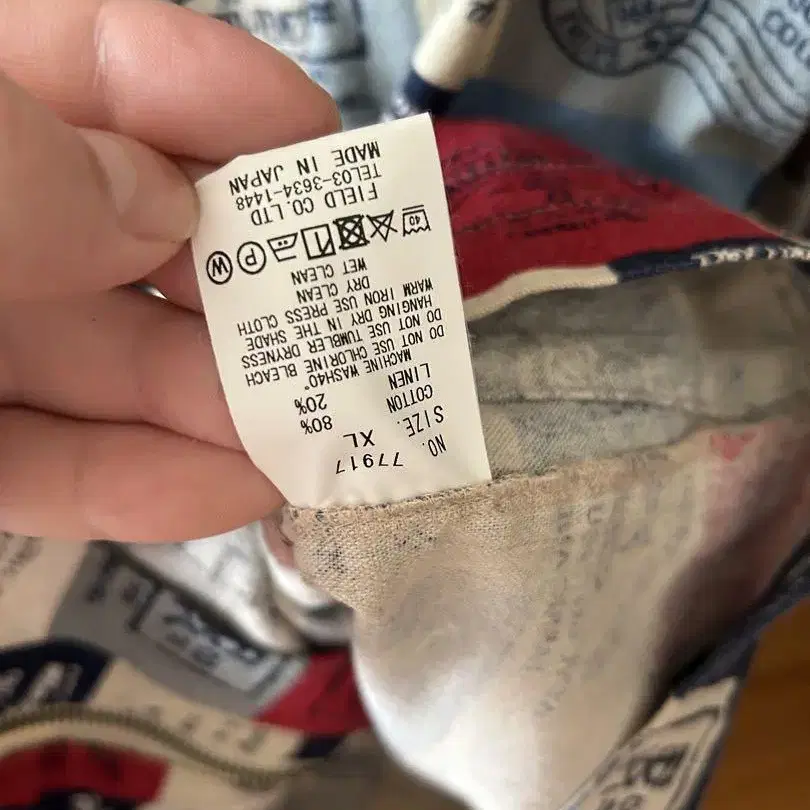 NO. 77917
SIZE. XL
COTTON 80%
LINEN 20%
MACHINE WASH40°
DO NOT USE CHLORINE BLEACH
DO NOT USE TUMBLER DRYNESS
HANGING DRY IN THE SHADE
WARM IRON USE PRESS CLOTH
DRY CLEAN
WET CLEAN
40 P W
FIELD CO.LTD
TEL03-3634-1448
MADE IN JAPAN